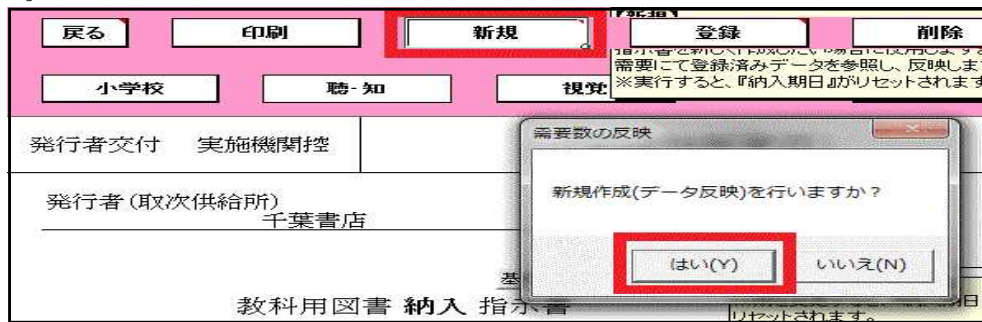 戻る 印刷 新規 登録 削除
【新規】
指示書を新しく作成したい場合に使用します
需要にて登録済みデータを参照し、反映しま
※実行すると、『納入期日』がリセットされます
小学校 聴・知 視覚
発行者交付 実施機関控
需要数の反映
新規作成(データ反映)を行いますか？
発行者(取次供給所)
千葉書店
はい(Y) いいえ(N)
基
教科用図書 納入 指示書
リセットされます。